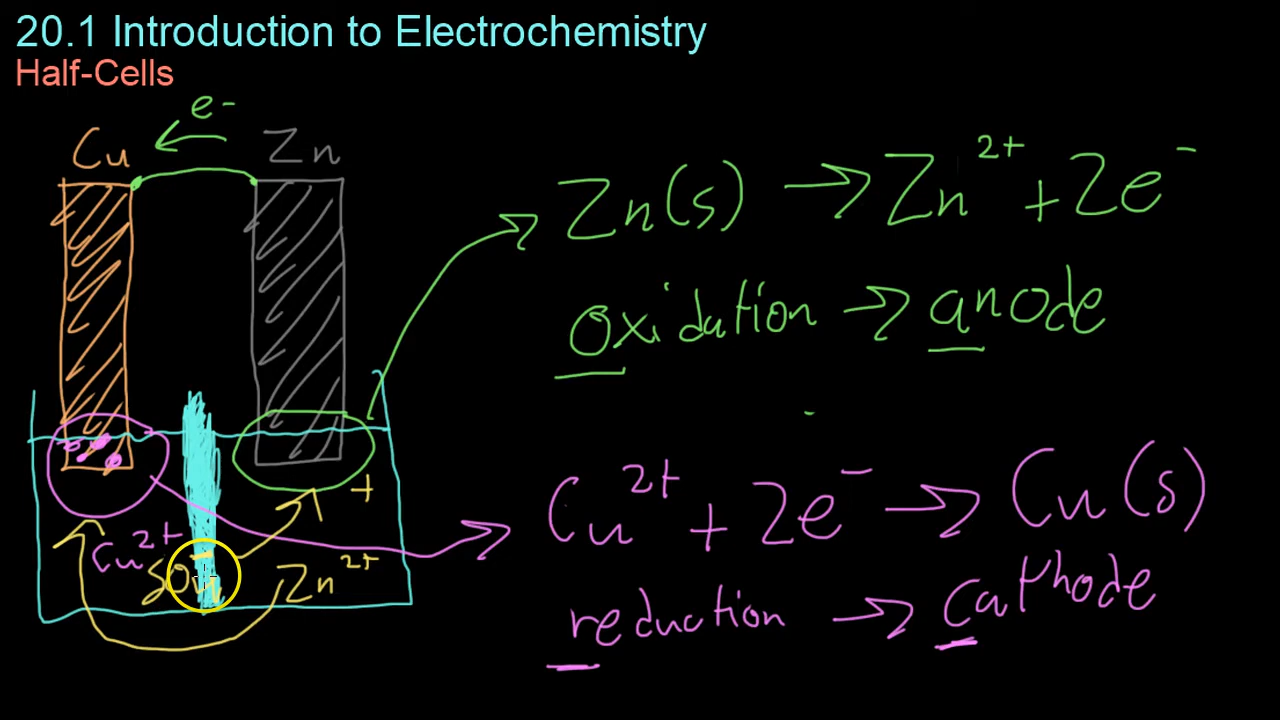 20.1 Introduction to Electrochemistry
Half-Cells
e-
Cu Zn
Zn(s) → Zn²⁺ + 2e⁻
oxidation → anode
Cu²⁺ + 2e⁻ → Cu(s)
reduction → cathode
+
Cu²⁺
Zn²⁺